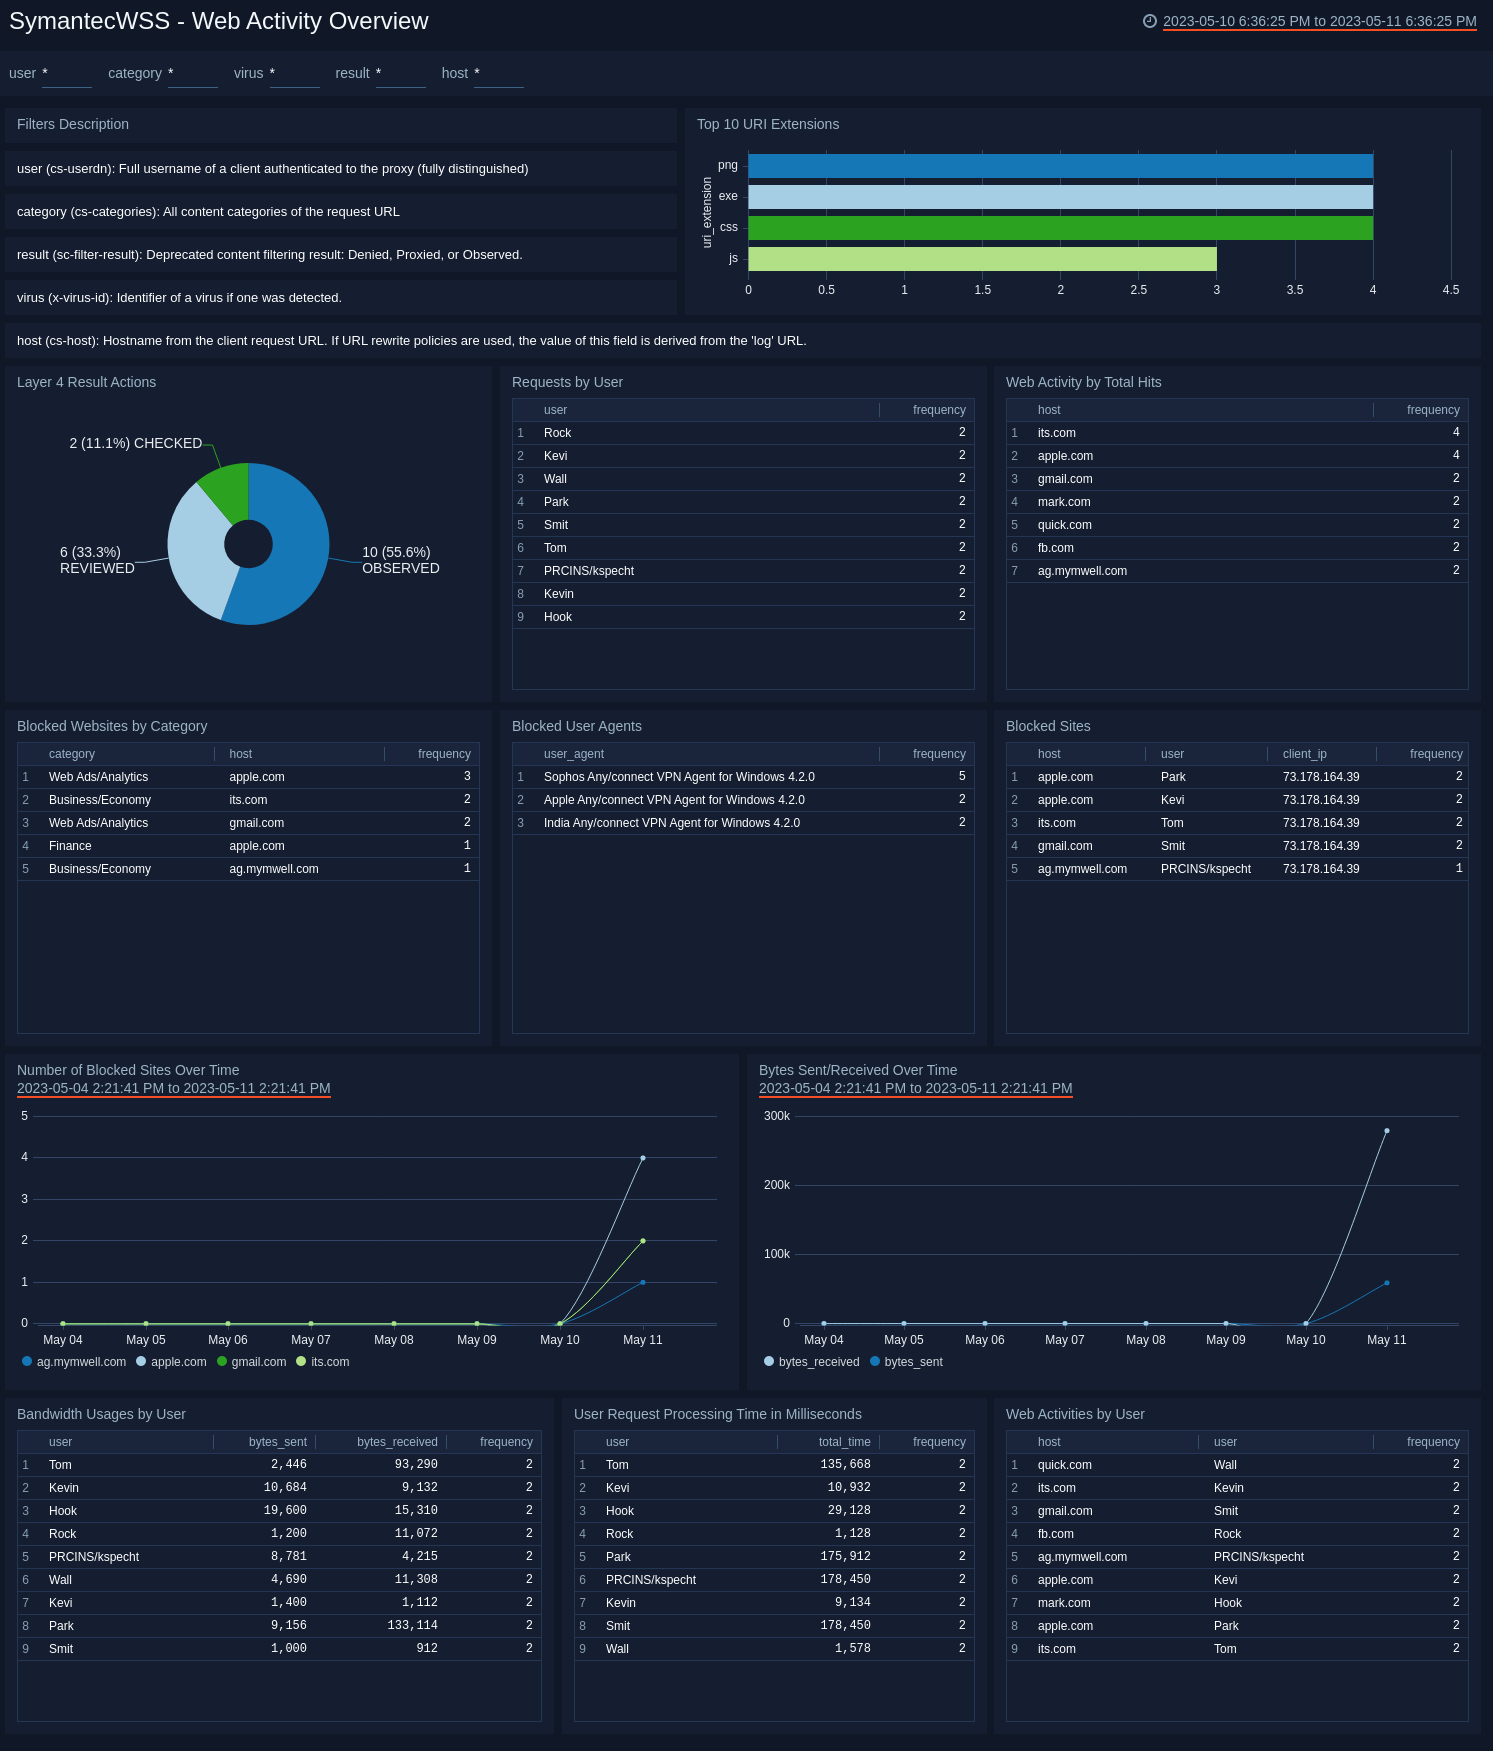 SymantecWSS - Web Activity Overview
2023-05-10 6:36:25 PM to 2023-05-11 6:36:25 PM
user * category * virus * result * host *
Filters Description
user (cs-userdn): Full username of a client authenticated to the proxy (fully distinguished)
category (cs-categories): All content categories of the request URL
result (sc-filter-result): Deprecated content filtering result: Denied, Proxied, or Observed.
virus (x-virus-id): Identifier of a virus if one was detected.
Top 10 URI Extensions
uri_extension
png
exe
css
js
0 0.5 1 1.5 2 2.5 3 3.5 4 4.5
host (cs-host): Hostname from the client request URL. If URL rewrite policies are used, the value of this field is derived from the 'log' URL.
Layer 4 Result Actions
2 (11.1%) CHECKED
6 (33.3%)
REVIEWED
10 (55.6%)
OBSERVED
Requests by User
user frequency
1 Rock 2
2 Kevi 2
3 Wall 2
4 Park 2
5 Smit 2
6 Tom 2
7 PRCINS/kspecht 2
8 Kevin 2
9 Hook 2
Web Activity by Total Hits
host frequency
1 its.com 4
2 apple.com 4
3 gmail.com 2
4 mark.com 2
5 quick.com 2
6 fb.com 2
7 ag.mymwell.com 2
Blocked Websites by Category
category host frequency
1 Web Ads/Analytics apple.com 3
2 Business/Economy its.com 2
3 Web Ads/Analytics gmail.com 2
4 Finance apple.com 1
5 Business/Economy ag.mymwell.com 1
Blocked User Agents
user_agent frequency
1 Sophos Any/connect VPN Agent for Windows 4.2.0 5
2 Apple Any/connect VPN Agent for Windows 4.2.0 2
3 India Any/connect VPN Agent for Windows 4.2.0 2
Blocked Sites
host user client_ip frequency
1 apple.com Park 73.178.164.39 2
2 apple.com Kevi 73.178.164.39 2
3 its.com Tom 73.178.164.39 2
4 gmail.com Smit 73.178.164.39 2
5 ag.mymwell.com PRCINS/kspecht 73.178.164.39 1
Number of Blocked Sites Over Time
2023-05-04 2:21:41 PM to 2023-05-11 2:21:41 PM
5
4
3
2
1
0
May 04 May 05 May 06 May 07 May 08 May 09 May 10 May 11
ag.mymwell.com apple.com gmail.com its.com
Bytes Sent/Received Over Time
2023-05-04 2:21:41 PM to 2023-05-11 2:21:41 PM
300k
200k
100k
0
May 04 May 05 May 06 May 07 May 08 May 09 May 10 May 11
bytes_received bytes_sent
Bandwidth Usages by User
user bytes_sent bytes_received frequency
1 Tom 2,446 93,290 2
2 Kevin 10,684 9,132 2
3 Hook 19,600 15,310 2
4 Rock 1,200 11,072 2
5 PRCINS/kspecht 8,781 4,215 2
6 Wall 4,690 11,308 2
7 Kevi 1,400 1,112 2
8 Park 9,156 133,114 2
9 Smit 1,000 912 2
User Request Processing Time in Milliseconds
user total_time frequency
1 Tom 135,668 2
2 Kevi 10,932 2
3 Hook 29,128 2
4 Rock 1,128 2
5 Park 175,912 2
6 PRCINS/kspecht 178,450 2
7 Kevin 9,134 2
8 Smit 178,450 2
9 Wall 1,578 2
Web Activities by User
host user frequency
1 quick.com Wall 2
2 its.com Kevin 2
3 gmail.com Smit 2
4 fb.com Rock 2
5 ag.mymwell.com PRCINS/kspecht 2
6 apple.com Kevi 2
7 mark.com Hook 2
8 apple.com Park 2
9 its.com Tom 2